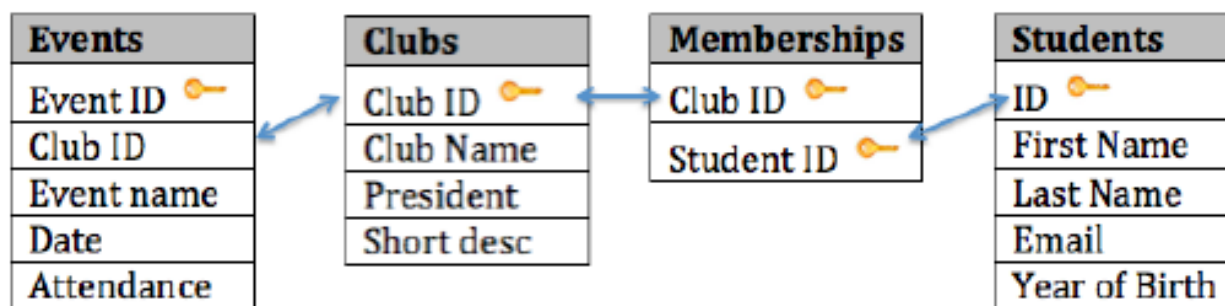 Events
Event ID
Club ID
Event name
Date
Attendance
Clubs
Club ID
Club Name
President
Short desc
Memberships
Club ID
Student ID
Students
ID
First Name
Last Name
Email
Year of Birth